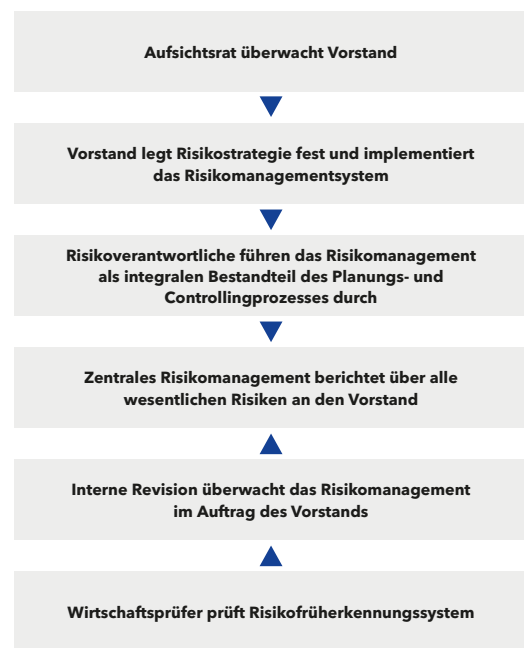 Aufsichtsrat überwacht Vorstand
Vorstand legt Risikostrategie fest und implementiert
das Risikomanagementsystem
Risikoverantwortliche führen das Risikomanagement
als integralen Bestandteil des Planungs- und
Controllingprozesses durch
Zentrales Risikomanagement berichtet über alle
wesentlichen Risiken an den Vorstand
Interne Revision überwacht das Risikomanagement
im Auftrag des Vorstands
Wirtschaftsprüfer prüft Risikofrüherkennungssystem